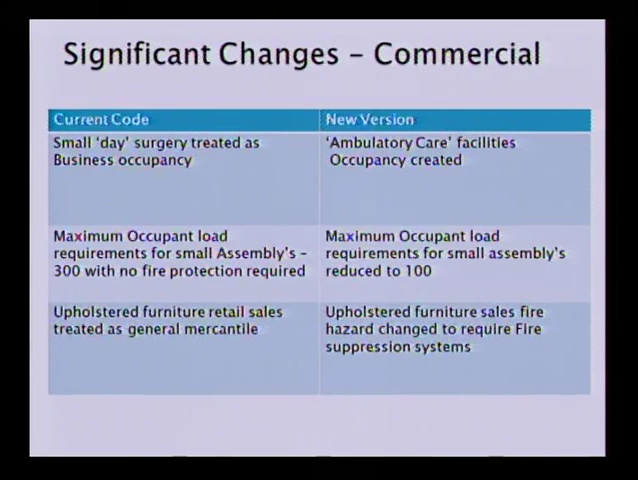 Significant Changes – Commercial
Current Code
New Version
Small ‘day’ surgery treated as
Business occupancy
‘Ambulatory Care’ facilities
Occupancy created
Maximum Occupant load
requirements for small Assembly’s –
300 with no fire protection required
Maximum Occupant load
requirements for small assembly’s
reduced to 100
Upholstered furniture retail sales
treated as general mercantile
Upholstered furniture sales fire
hazard changed to require Fire
suppression systems